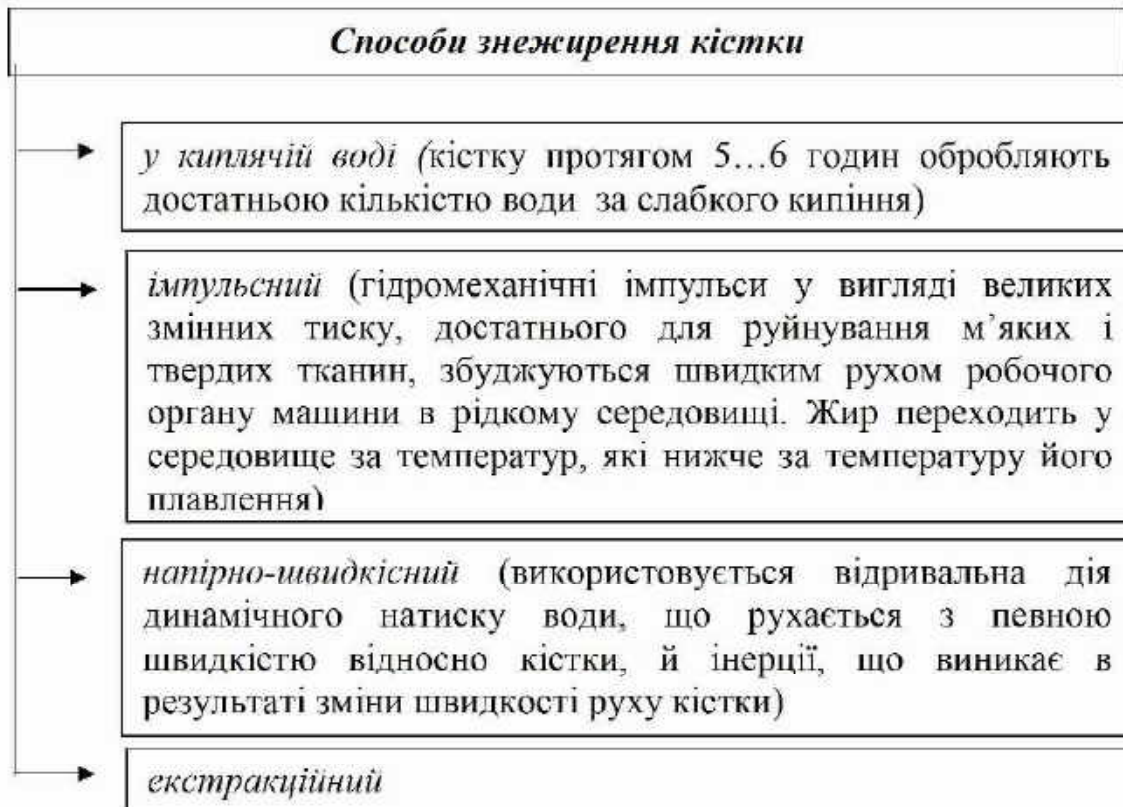 Способи знежирення кістки
у киплячій воді (кістку протягом 5…6 годин обробляють
достатньою кількістю води за слабкого кипіння)
імпульсний (гідромеханічні імпульси у вигляді великих
змінних тиску, достатнього для руйнування м’яких і
твердих тканин, збуджуються швидким рухом робочого
органу машини в рідкому середовищі. Жир переходить у
середовище за температур, які нижче за температуру його
плавлення)
напірно-швидкісний (використовується відривальна дія
динамічного натиску води, що рухається з певною
швидкістю відносно кістки, й інерції, що виникає в
результаті зміни швидкості руху кістки)
екстракційний